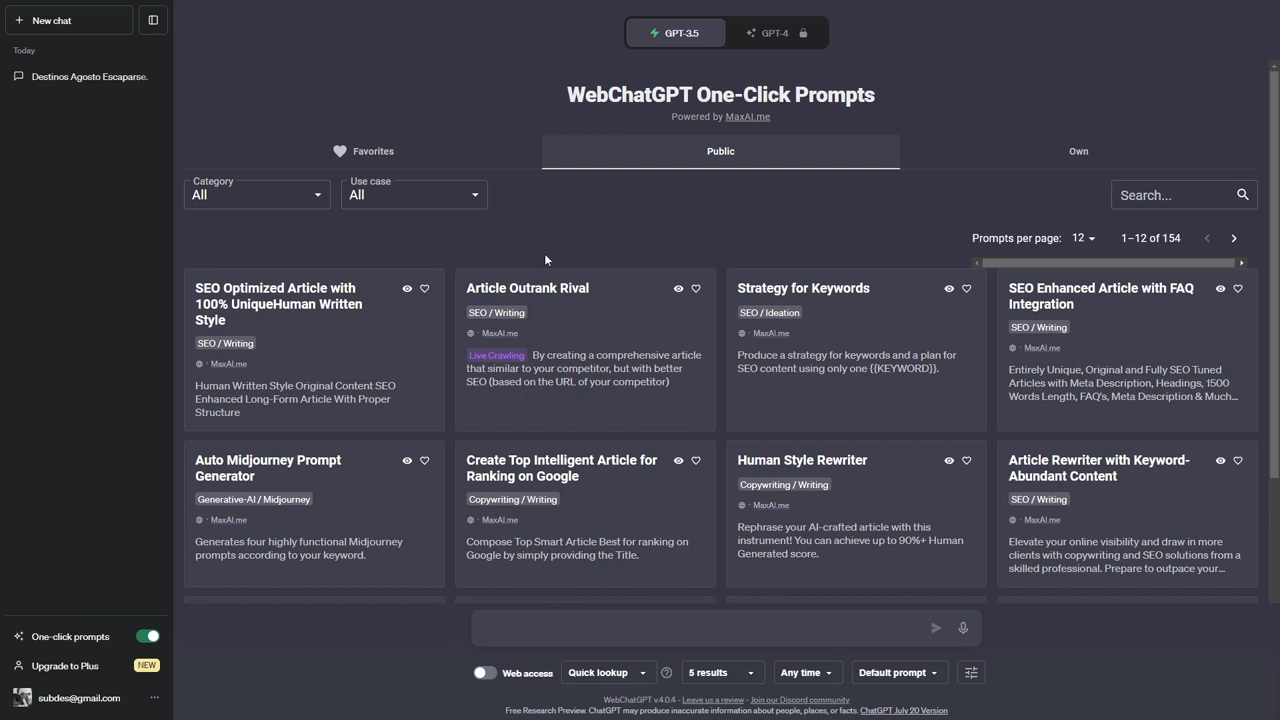 New chat
Today
Destinos Agosto Escaparse.
One-click prompts
Upgrade to Plus
NEW
subdes@gmail.com
GPT-3.5
GPT-4
WebChatGPT One-Click Prompts
Powered by MaxAI.me
Favorites
Public
Own
Category
All
Use case
All
Search...
Prompts per page: 12
1–12 of 154
SEO Optimized Article with
100% UniqueHuman Written
Style
SEO / Writing
· MaxAI.me
Human Written Style Original Content SEO
Enhanced Long-Form Article With Proper
Structure
Article Outrank Rival
SEO / Writing
· MaxAI.me
Live Crawling By creating a comprehensive article
that similar to your competitor, but with better
SEO (based on the URL of your competitor)
Strategy for Keywords
SEO / Ideation
· MaxAI.me
Produce a strategy for keywords and a plan for
SEO content using only one {{KEYWORD}}.
SEO Enhanced Article with FAQ
Integration
SEO / Writing
· MaxAI.me
Entirely Unique, Original and Fully SEO Tuned
Articles with Meta Description, Headings, 1500
Words Length, FAQ's, Meta Description & Much...
Auto Midjourney Prompt
Generator
Generative-AI / Midjourney
· MaxAI.me
Generates four highly functional Midjourney
prompts according to your keyword.
Create Top Intelligent Article for
Ranking on Google
Copywriting / Writing
· MaxAI.me
Compose Top Smart Article Best for ranking on
Google by simply providing the Title.
Human Style Rewriter
Copywriting / Writing
· MaxAI.me
Rephrase your AI-crafted article with this
instrument! You can achieve up to 90%+ Human
Generated score.
Article Rewriter with Keyword-
Abundant Content
SEO / Writing
· MaxAI.me
Elevate your online visibility and draw in more
clients with copywriting and SEO solutions from a
skilled professional. Prepare to outpace your...
Web access
Quick lookup
5 results
Any time
Default prompt
WebChatGPT v.4.0.4 - Leave us a review - Join our Discord community
Free Research Preview. ChatGPT may produce inaccurate information about people, places, or facts. ChatGPT July 20 Version